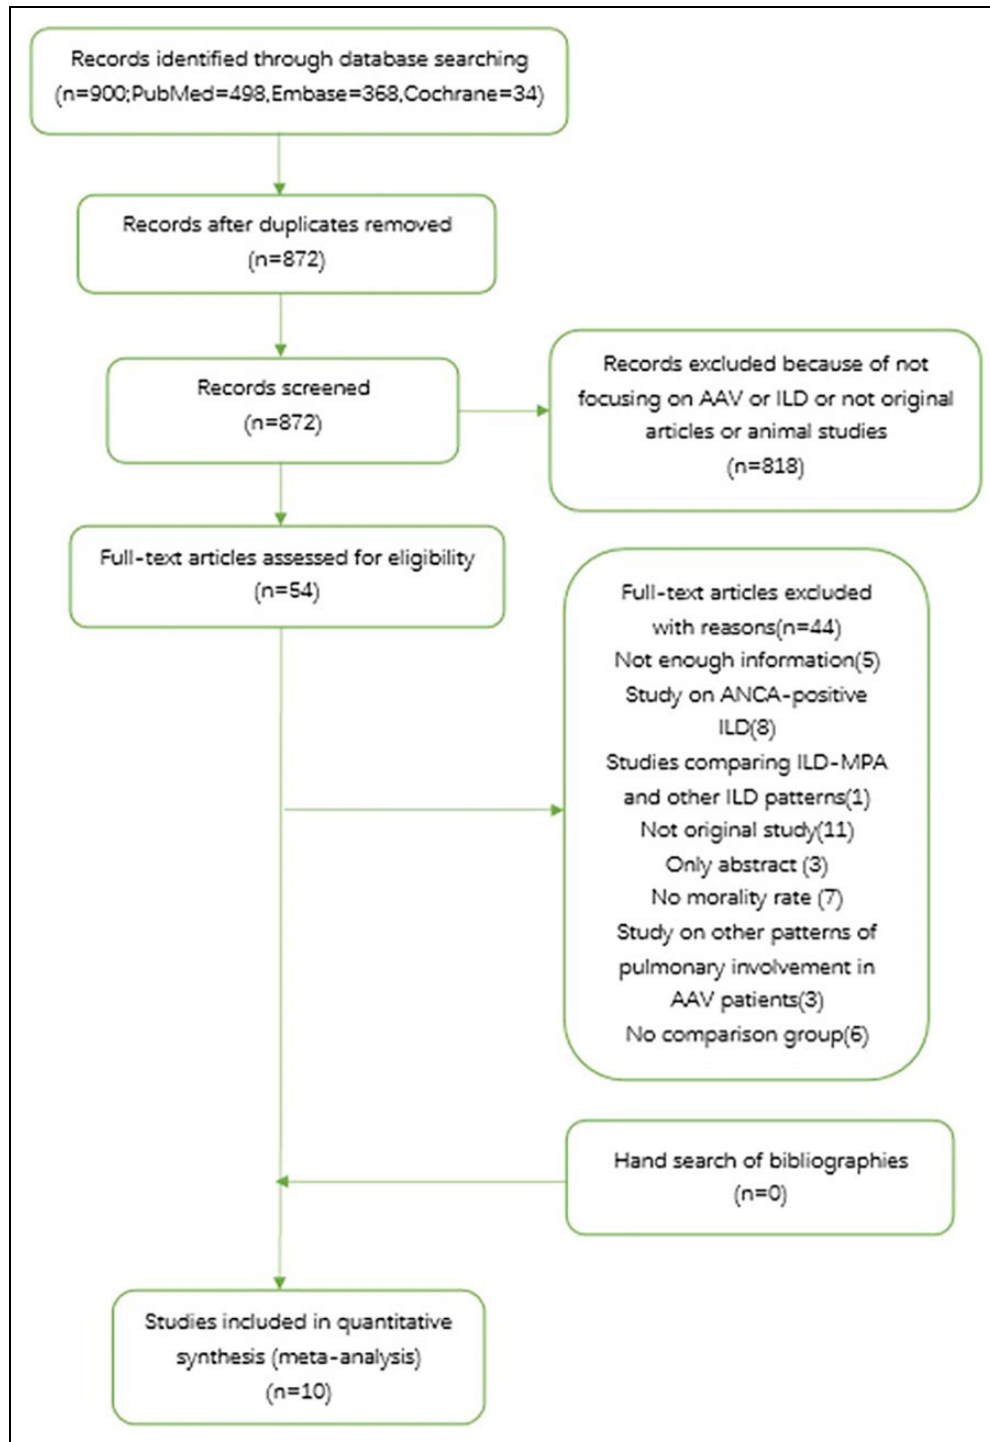 Records identified through database searching
(n=900;PubMed=498,Embase=368,Cochrane=34)
Records after duplicates removed
(n=872)
Records screened
(n=872)
Records excluded because of not
focusing on AAV or ILD or not original
articles or animal studies
(n=818)
Full-text articles assessed for eligibility
(n=54)
Full-text articles excluded
with reasons(n=44)
Not enough information(5)
Study on ANCA-positive
ILD(8)
Studies comparing ILD-MPA
and other ILD patterns(1)
Not original study(11)
Only abstract (3)
No morality rate (7)
Study on other patterns of
pulmonary involvement in
AAV patients(3)
No comparison group(6)
Hand search of bibliographies
(n=0)
Studies included in quantitative
synthesis (meta-analysis)
(n=10)